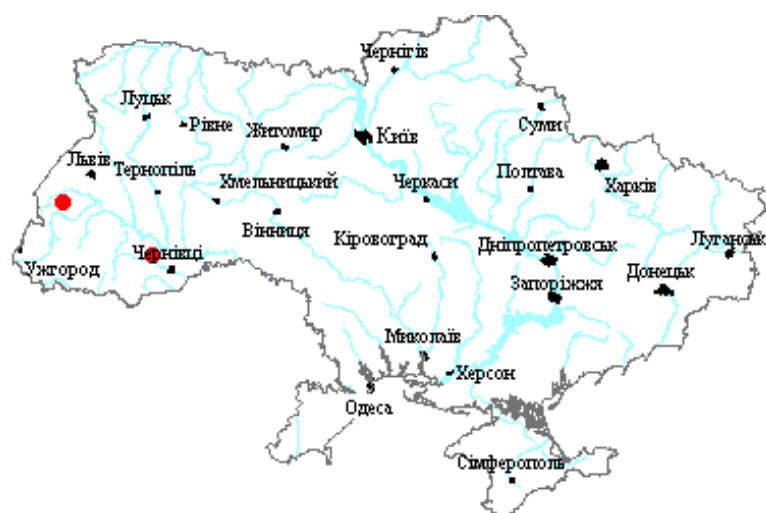 Чернігів
Луцьк
Рівне
Житомир
Київ
Суми
Львів
Тернопіль
Хмельницький
Черкаси
Полтава
Харків
Вінниця
Кіровоград
Дніпропетровськ
Луганськ
Чернівці
Ужгород
Запоріжжя
Донецьк
Миколаїв
Херсон
Одеса
Сімферополь